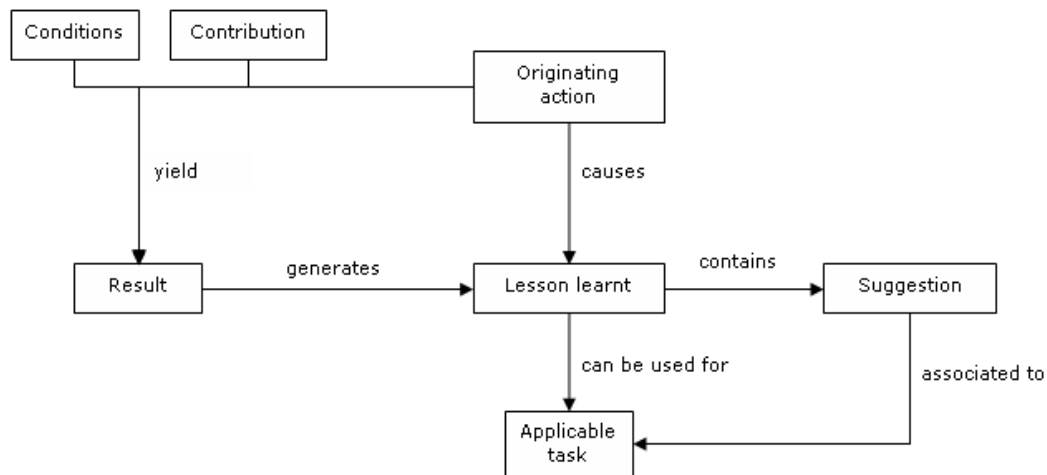 Conditions
Contribution
Originating
action
yield
causes
Result
generates
Lesson learnt
contains
Suggestion
can be used for
associated to
Applicable
task